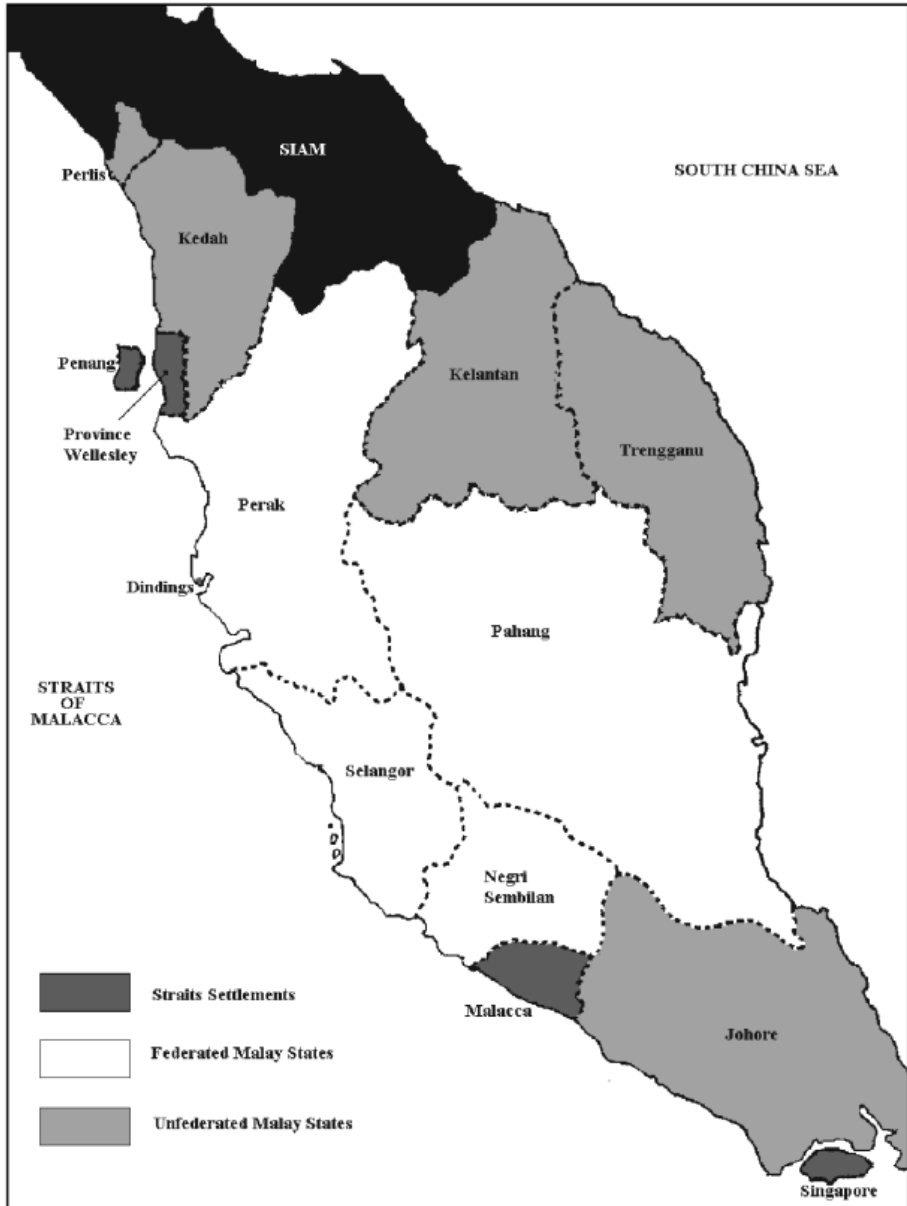 SIAM
SOUTH CHINA SEA
Perlis
Kedah
Penang
Kelantan
Province
Wellesley
Trengganu
Perak
Dindings
Pahang
STRAITS
OF
MALACCA
Selangor
Negri
Sembilan
Straits Settlements
Malacca
Johore
Federated Malay States
Unfederated Malay States
Singapore